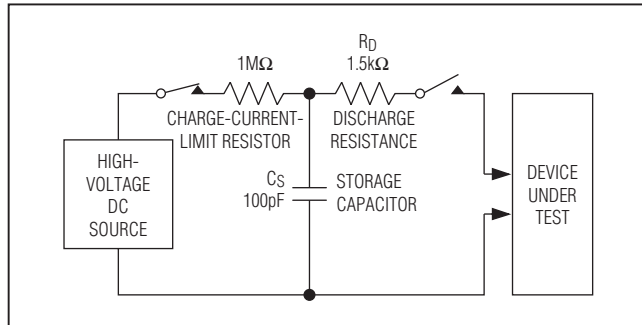 1MΩ
CHARGE-CURRENT-
LIMIT RESISTOR
RD
1.5kΩ
DISCHARGE
RESISTANCE
HIGH-
VOLTAGE
DC
SOURCE
CS
100pF
STORAGE
CAPACITOR
DEVICE
UNDER
TEST